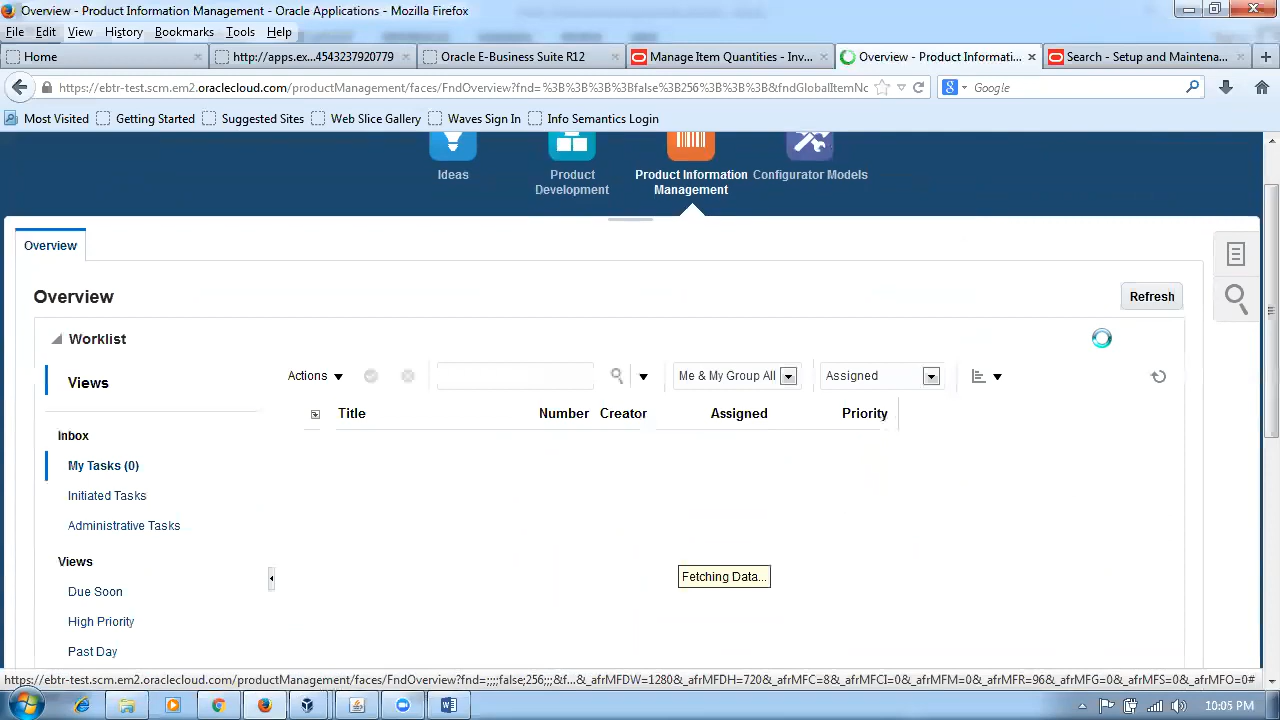 Overview - Product Information Management - Oracle Applications - Mozilla Firefox
File Edit View History Bookmarks Tools Help
Home
http://apps.ex...4543237920779
Oracle E-Business Suite R12
Manage Item Quantities - Inv...
Overview - Product Informati...
Search - Setup and Maintena...
https://ebtr-test.scm.em2.oraclecloud.com/productManagement/faces/FndOverview?fnd=%3B%3B%3B%3Bfalse%3B256%3B%3B%3B&fndGlobalItemNc
Google
Most Visited Getting Started Suggested Sites Web Slice Gallery Waves Sign In Info Semantics Login
Ideas
Product
Development
Product Information
Management
Configurator Models
Overview
Overview
Refresh
Worklist
Views
Actions
Me & My Group All
Assigned
Title Number Creator Assigned Priority
Inbox
My Tasks (0)
Initiated Tasks
Administrative Tasks
Views
Due Soon
Fetching Data...
High Priority
Past Day
https://ebtr-test.scm.em2.oraclecloud.com/productManagement/faces/FndOverview?fnd=;;;;false;256;;;&f..&_afrMFDW=1280&_afrMFDH=720&_afrMFC=8&_afrMFCI=0&_afrMFM=0&_afrMFR=96&_afrMFG=0&_afrMFS=0&_afrMFO=0#
10:05 PM